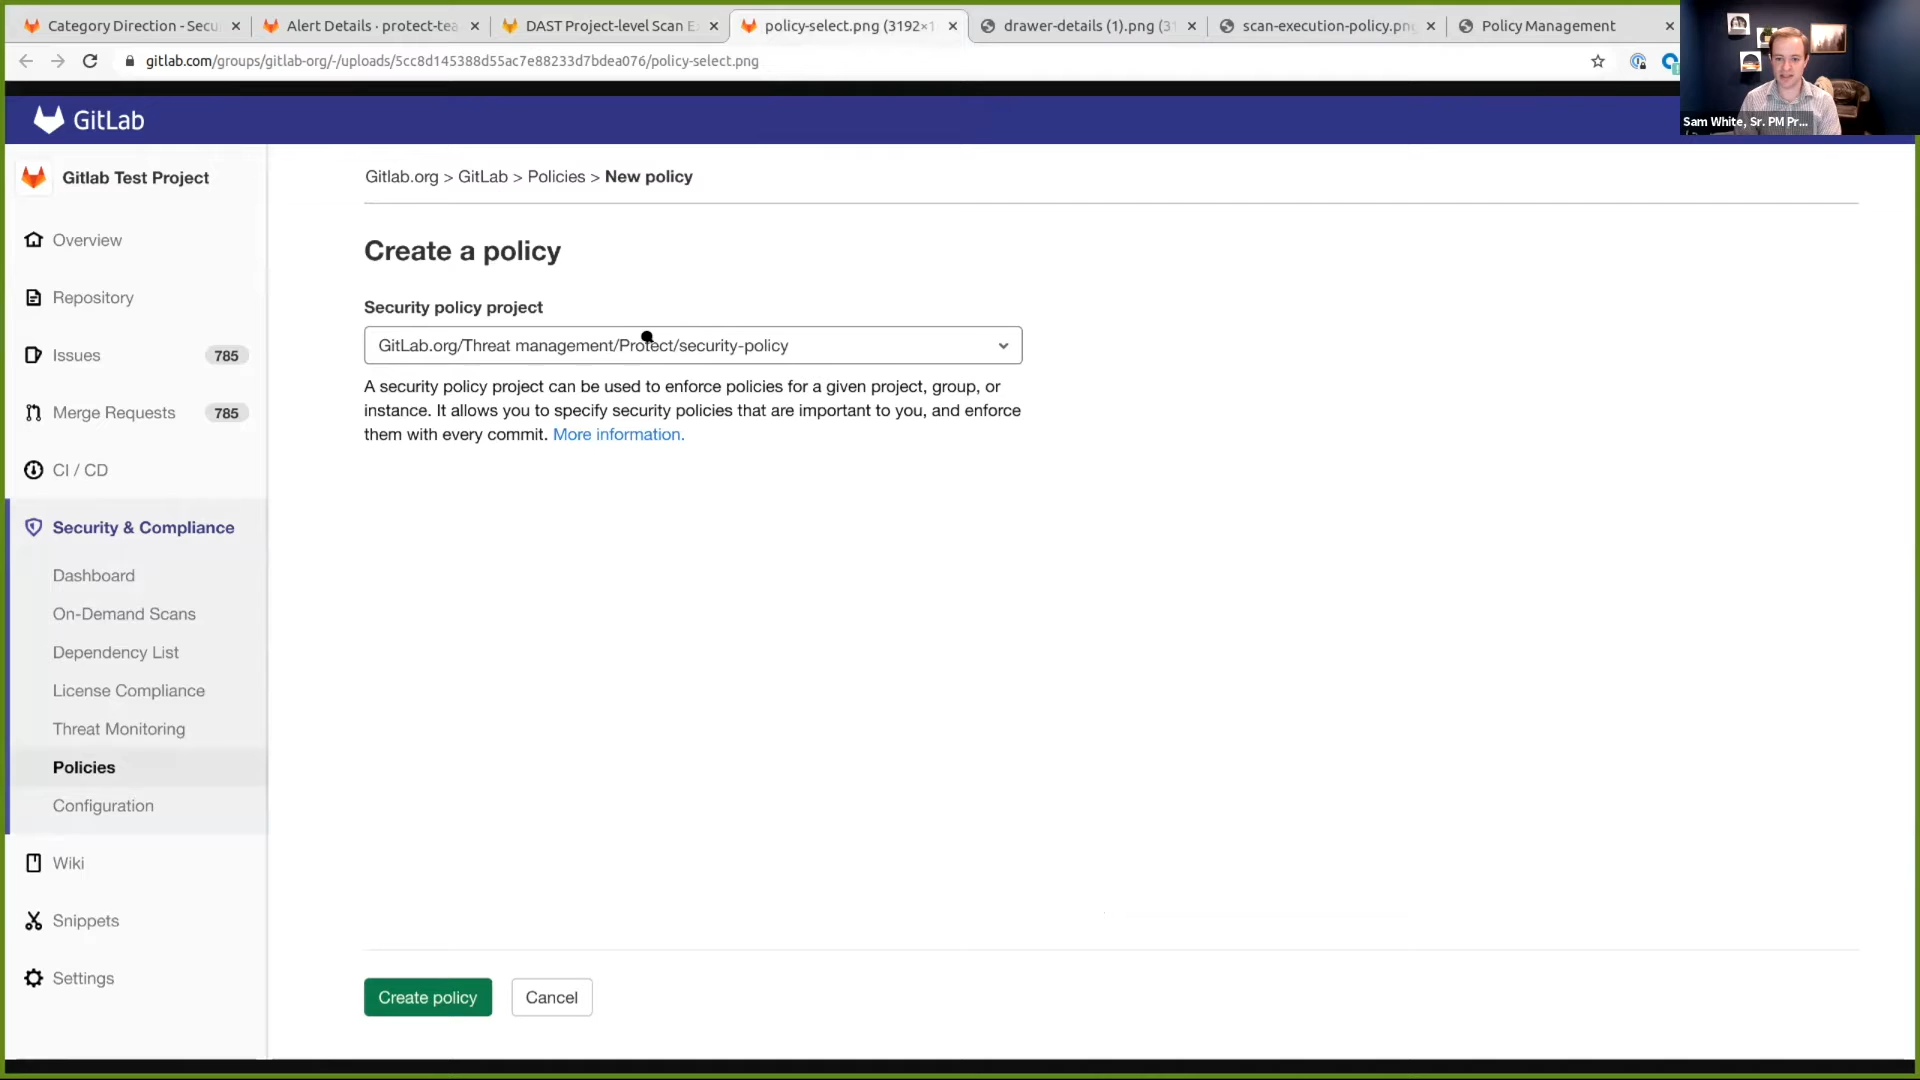 Category Direction - Secu
Alert Details · protect-tea
DAST Project-level Scan E
policy-select.png (3192×1
drawer-details (1).png (31
scan-execution-policy.png
Policy Management
gitlab.com/groups/gitlab-org/-/uploads/5cc8d145388d55ac7e88233d7bdea076/policy-select.png
Sam White, Sr. PM Pr...
GitLab
Gitlab Test Project
Overview
Repository
Issues 785
Merge Requests 785
CI / CD
Security & Compliance
Dashboard
On-Demand Scans
Dependency List
License Compliance
Threat Monitoring
Policies
Configuration
Wiki
Snippets
Settings
Gitlab.org > GitLab > Policies > New policy
Create a policy
Security policy project
GitLab.org/Threat management/Protect/security-policy
A security policy project can be used to enforce policies for a given project, group, or
instance. It allows you to specify security policies that are important to you, and enforce
them with every commit. More information.
Create policy
Cancel